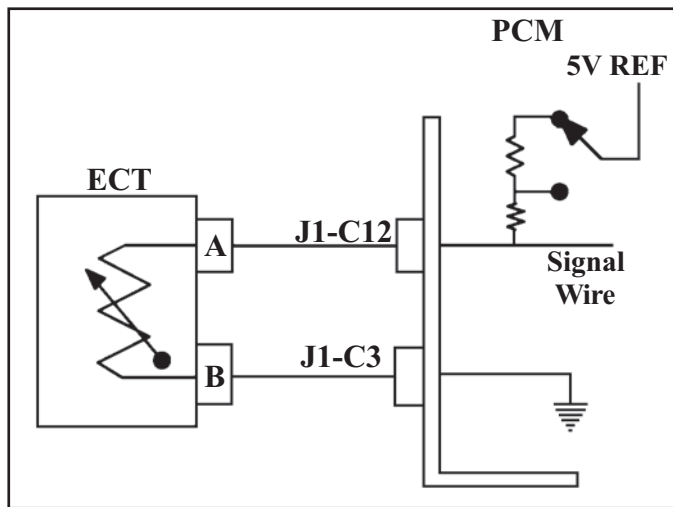 PCM
5V REF
ECT
A
J1-C12
Signal
Wire
J1-C3
B